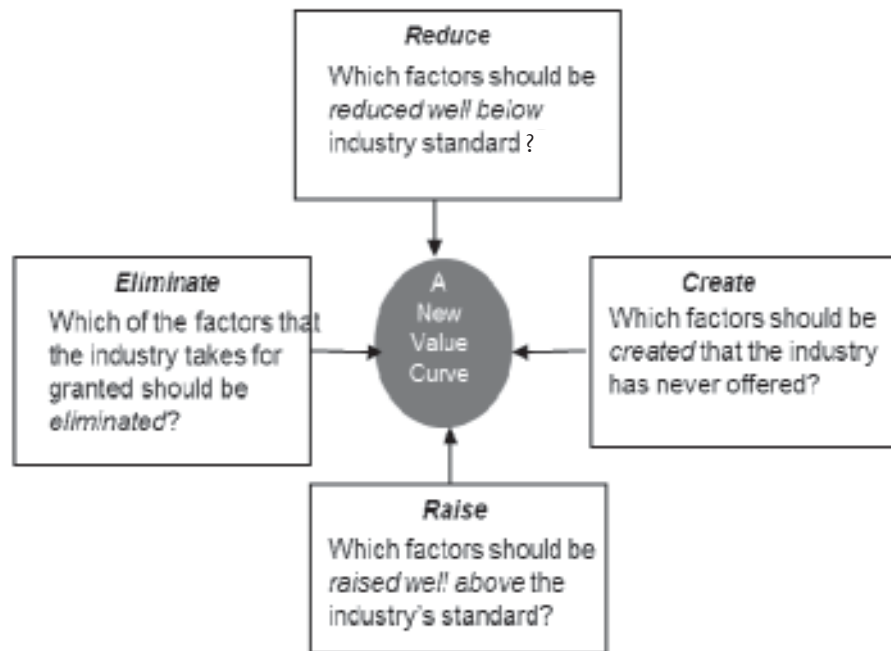 Reduce
Which factors should be
reduced well below
industry standard ?
Eliminate
Which of the factors that
the industry takes for
granted should be
eliminated?
A
New
Value
Curve
Create
Which factors should be
created that the industry
has never offered?
Raise
Which factors should be
raised well above the
industry's standard?